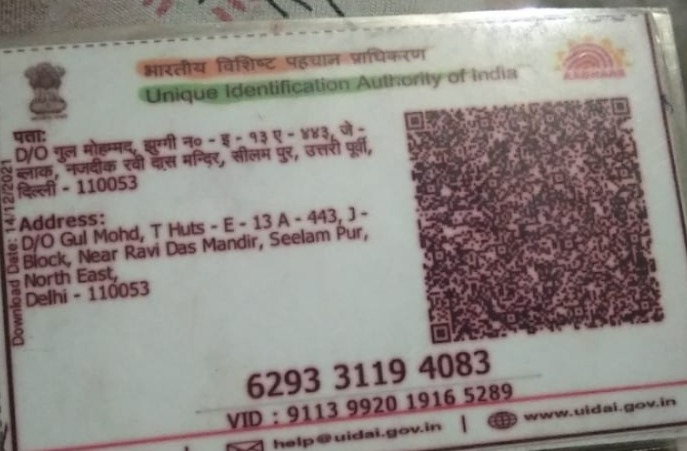 भारतीय विशिष्ट पहचान प्राधिकरण
Unique Identification Authority of India
AADHAAR
पता:
D/O गुल मोहम्मद, झुग्गी न० - इ - १३ ए - ४४३, जे -
ब्लाक, नजदीक रवी दास मन्दिर, सीलम पुर, उत्तरी पूर्वी,
दिल्ली - 110053
Address:
D/O Gul Mohd, T Huts - E - 13 A - 443, J -
Block, Near Ravi Das Mandir, Seelam Pur,
North East,
Delhi - 110053
Download Date: 14/12/2021
6293 3119 4083
VID : 9113 9920 1916 5289
help@uidai.gov.in | www.uidai.gov.in